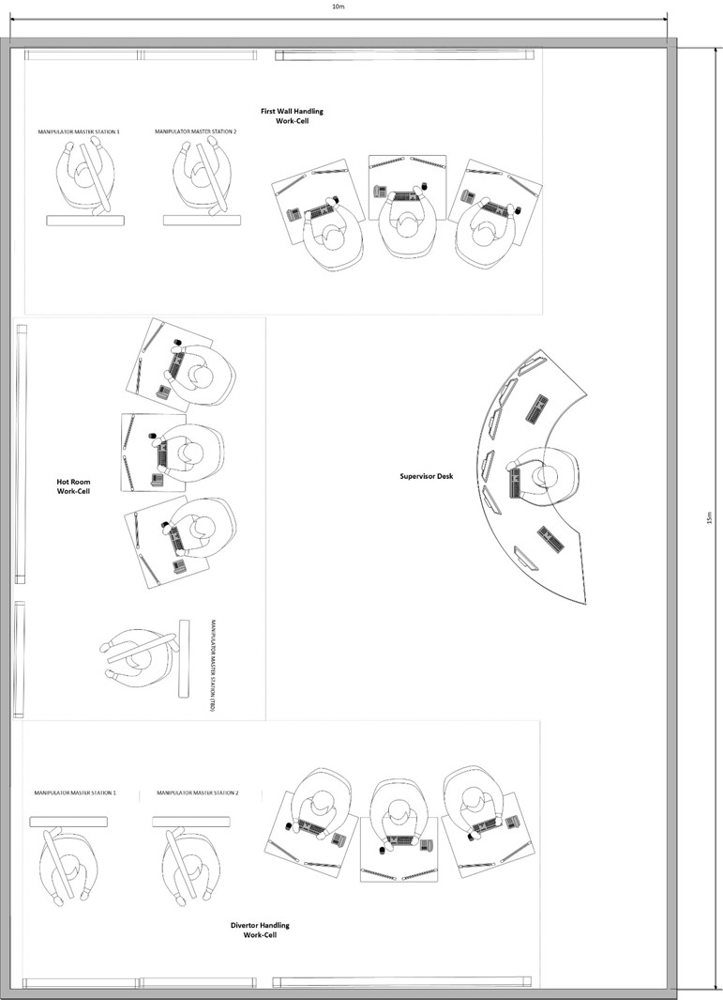 10m
First Wall Handling
Work-Cell
MANIPULATOR MASTER STATION 1
MANIPULATOR MASTER STATION 2
Hot Room
Work-Cell
Supervisor Desk
15m
MANIPULATOR MASTER STATION (TBD)
MANIPULATOR MASTER STATION 1
MANIPULATOR MASTER STATION 2
Divertor Handling
Work-Cell